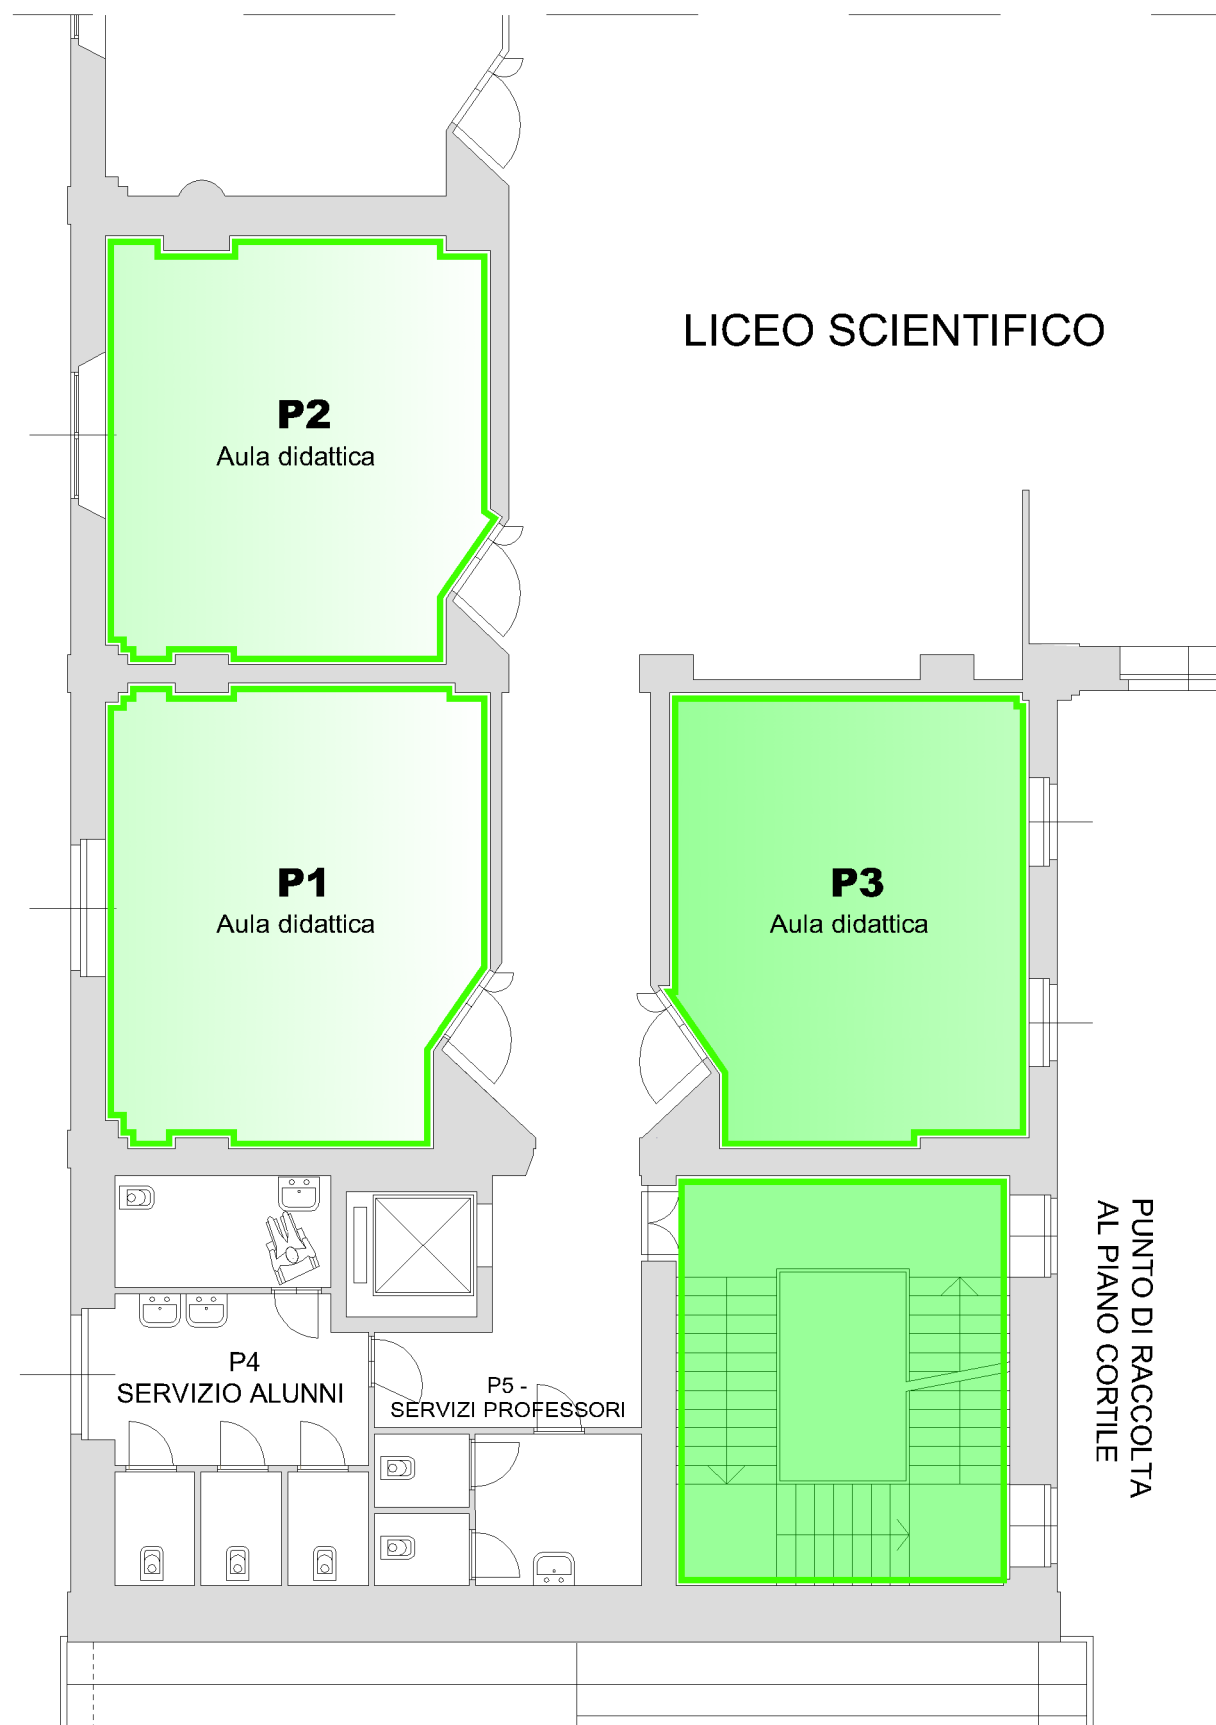 LICEO SCIENTIFICO
P2
Aula didattica
P1
Aula didattica
P3
Aula didattica
PUNTO DI RACCOLTA
AL PIANO CORTILE
P4
SERVIZIO ALUNNI
P5 -
SERVIZI PROFESSORI